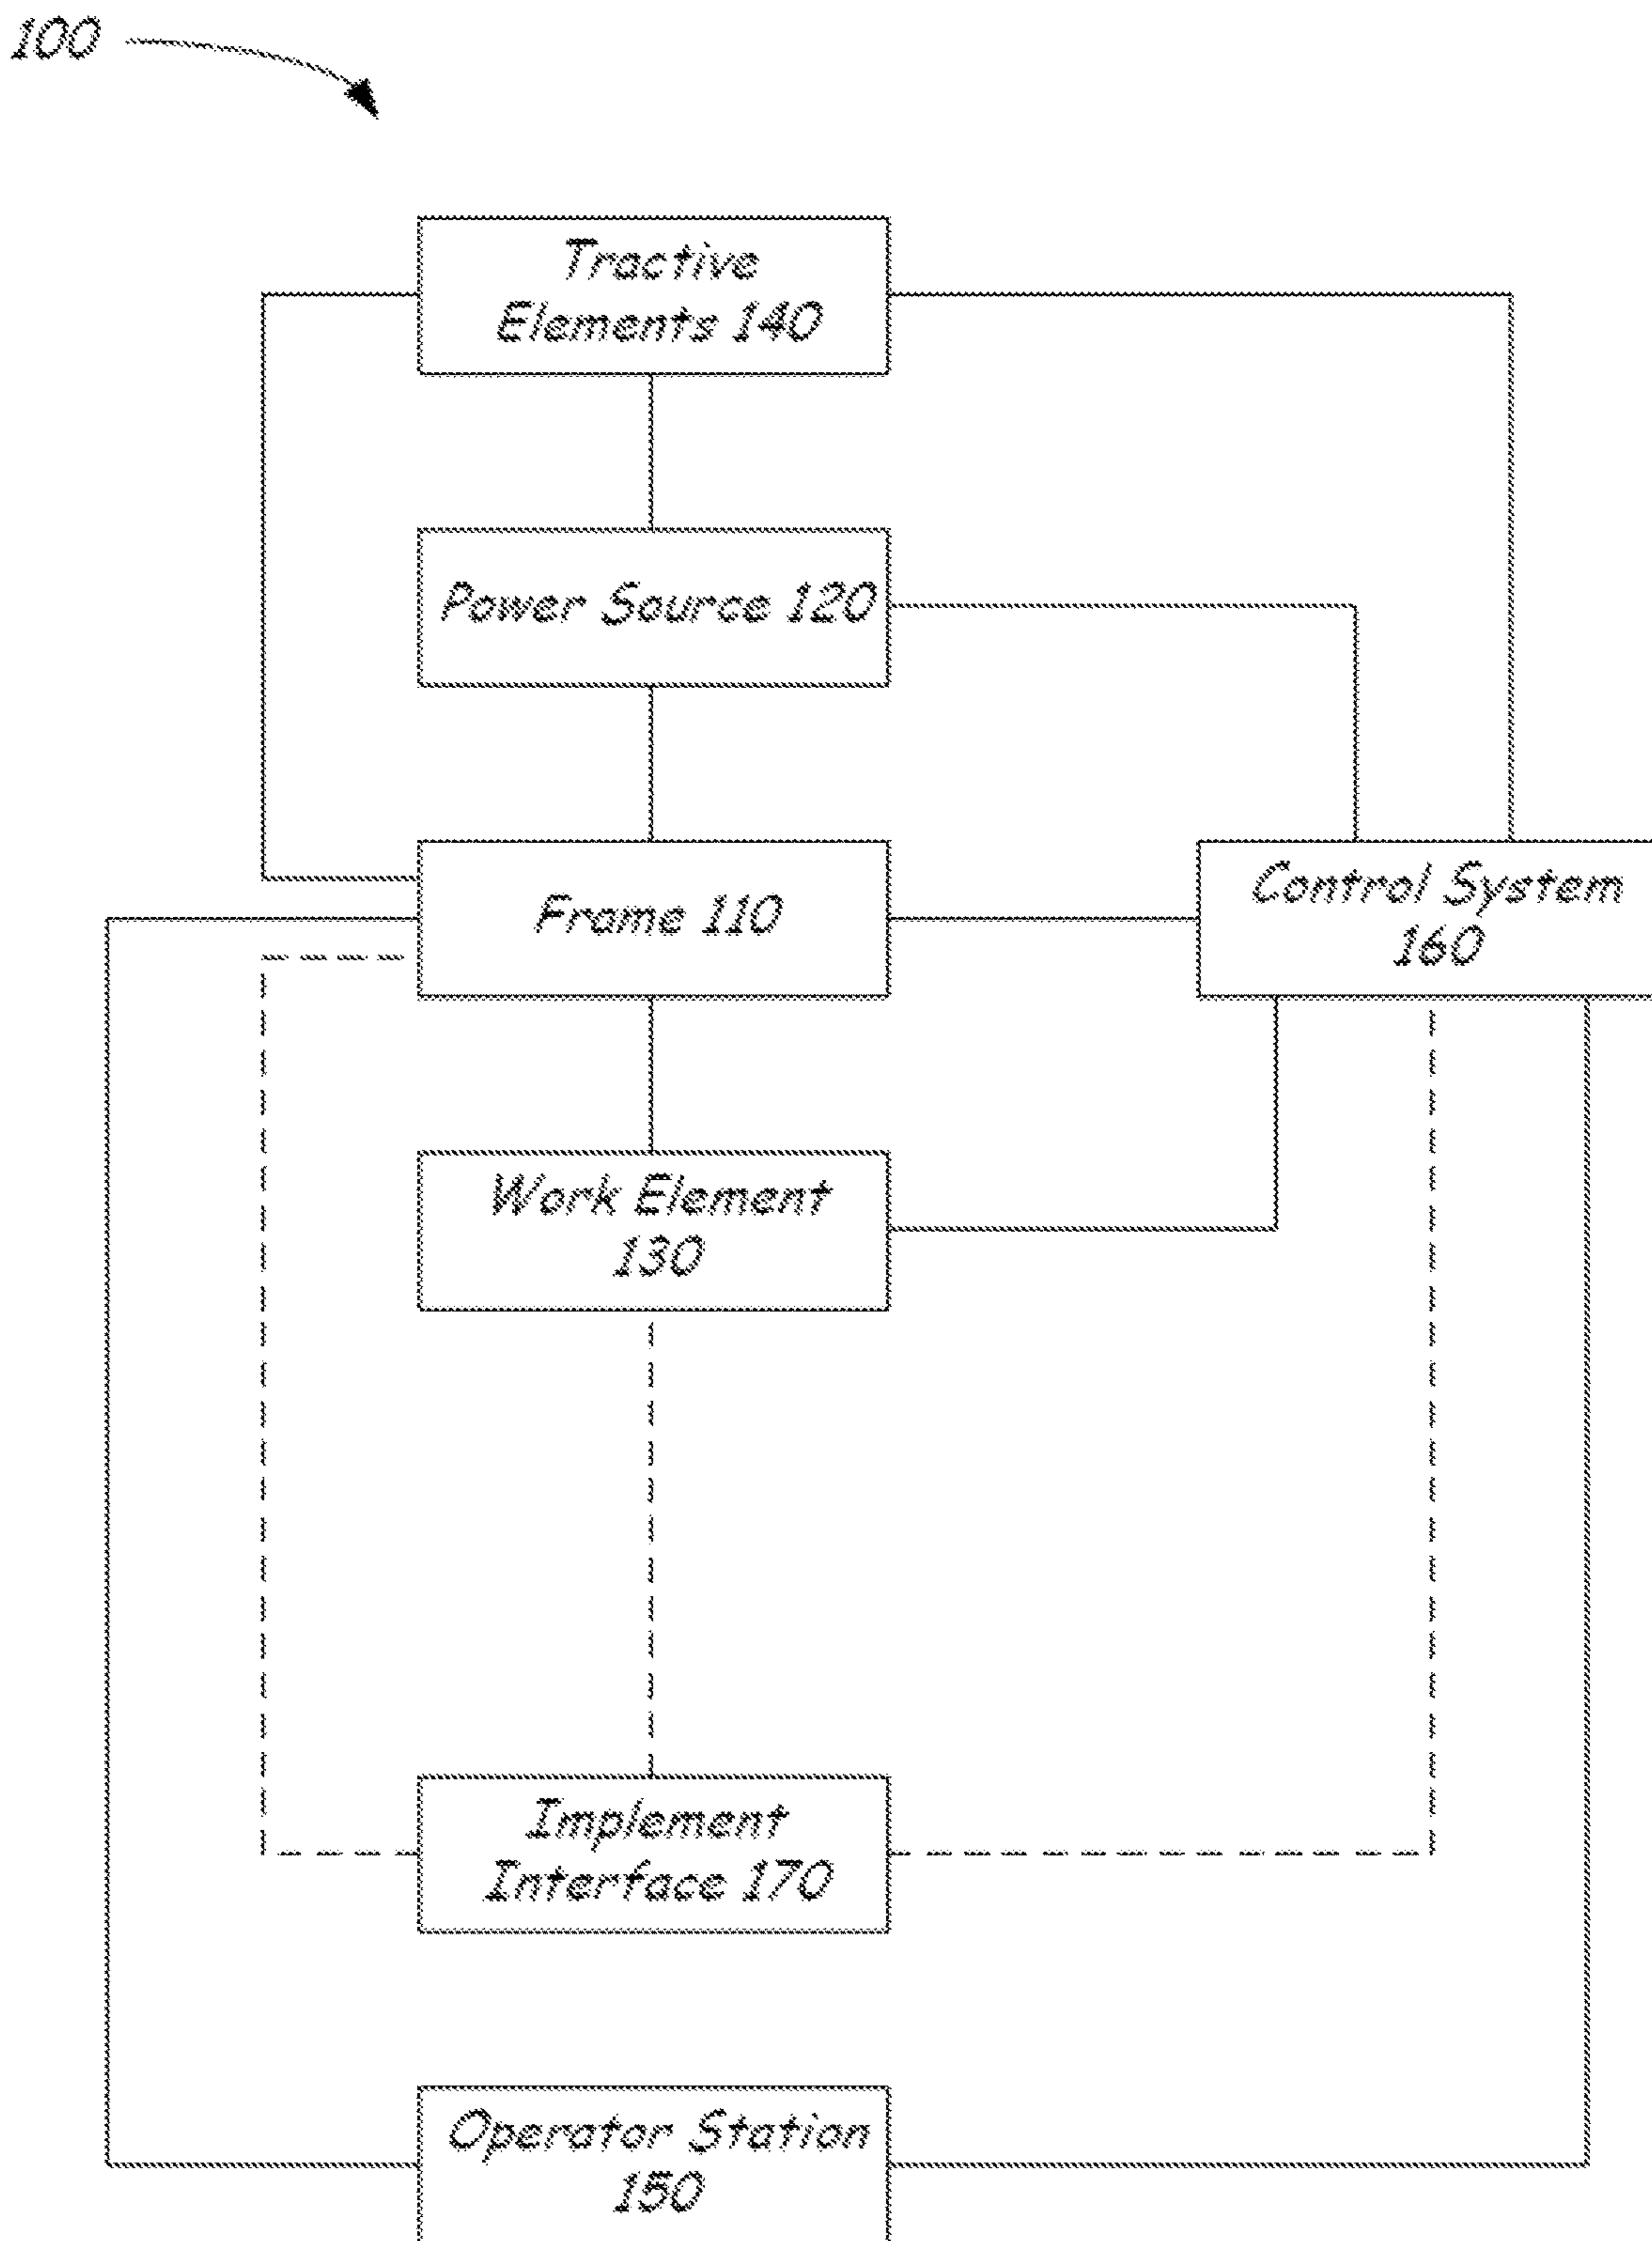 100
Tractive
Elements 140
Power Source 120
Frame 110
Control System
160
Work Element
130
Implement
Interface 170
Operator Station
150